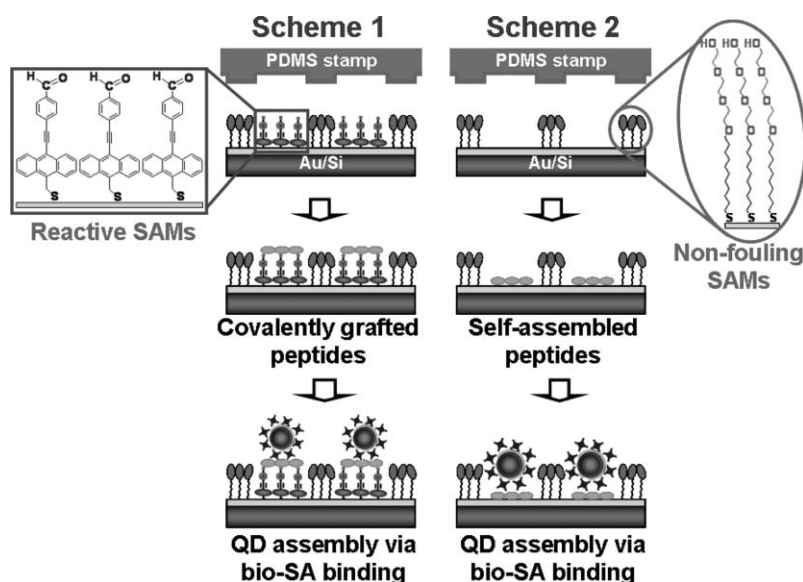 Scheme 1
Scheme 2
PDMS stamp
PDMS stamp
H O H O H O
S S S
Au/Si
Au/Si
HO HO HO
O O O
O O O
O O O
S S S
Reactive SAMs
Non-fouling
SAMs
Covalently grafted
peptides
Self-assembled
peptides
QD assembly via
bio-SA binding
QD assembly via
bio-SA binding